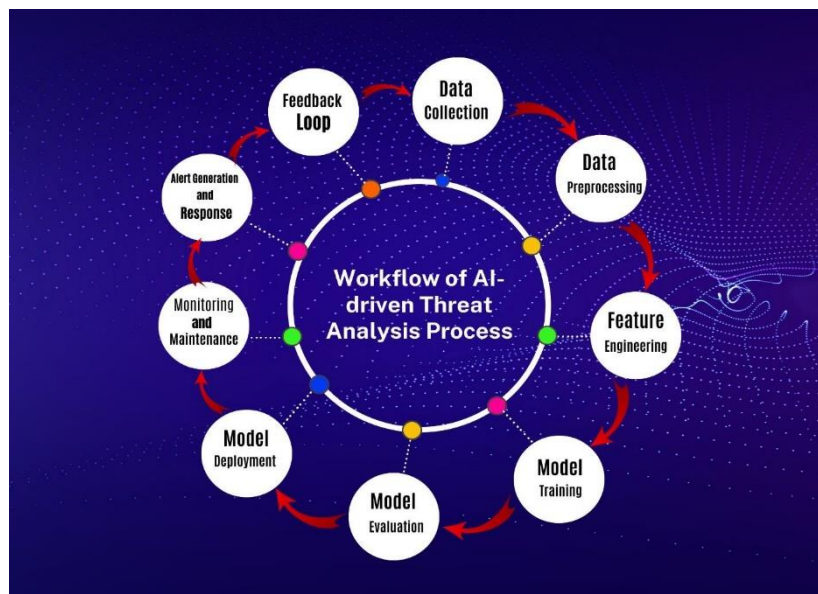 Workflow of AI-
driven Threat
Analysis Process
Data
Collection
Data
Preprocessing
Feature
Engineering
Model
Training
Model
Evaluation
Model
Deployment
Monitoring
and
Maintenance
Alert Generation
and
Response
Feedback
Loop